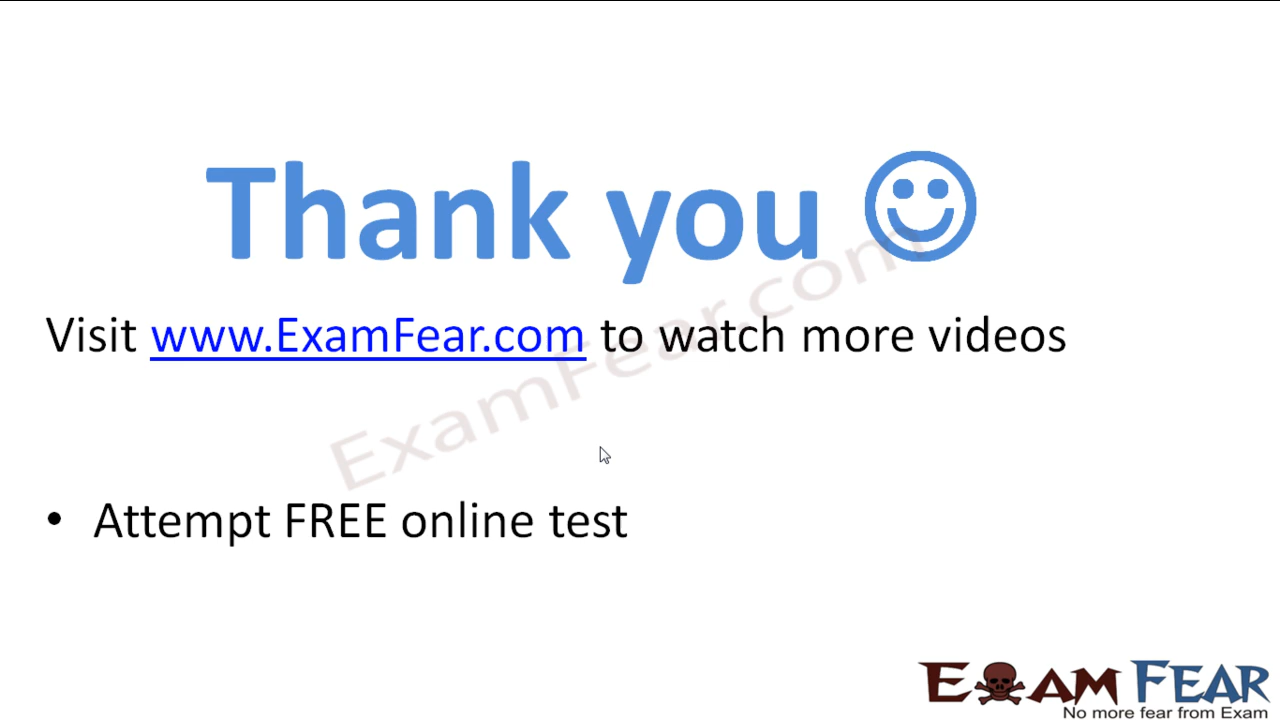 Thank you ☺
Visit www.ExamFear.com to watch more videos
ExamFear.com
• Attempt FREE online test
EXAM FEAR
No more fear from Exam